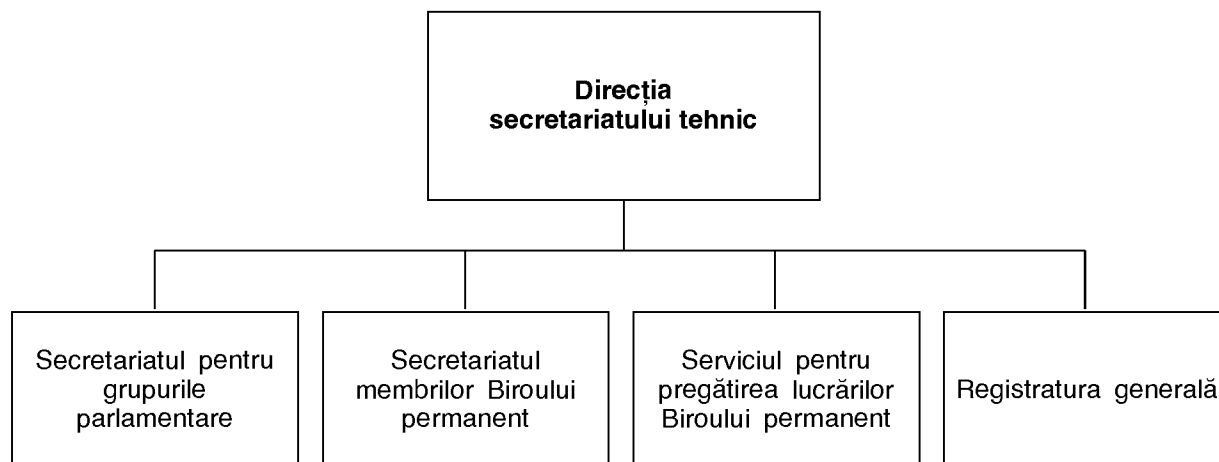 Direcția
secretariatului tehnic
Secretariatul pentru
grupurile
parlamentare
Secretariatul
membrilor Biroului
permanent
Serviciul pentru
pregătirea lucrărilor
Biroului permanent
Registratura generală